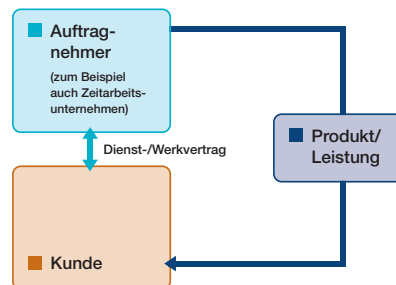 Auftrag-
nehmer
(zum Beispiel
auch Zeitarbeits-
unternehmen)
Dienst-/Werkvertrag
Produkt/
Leistung
Kunde